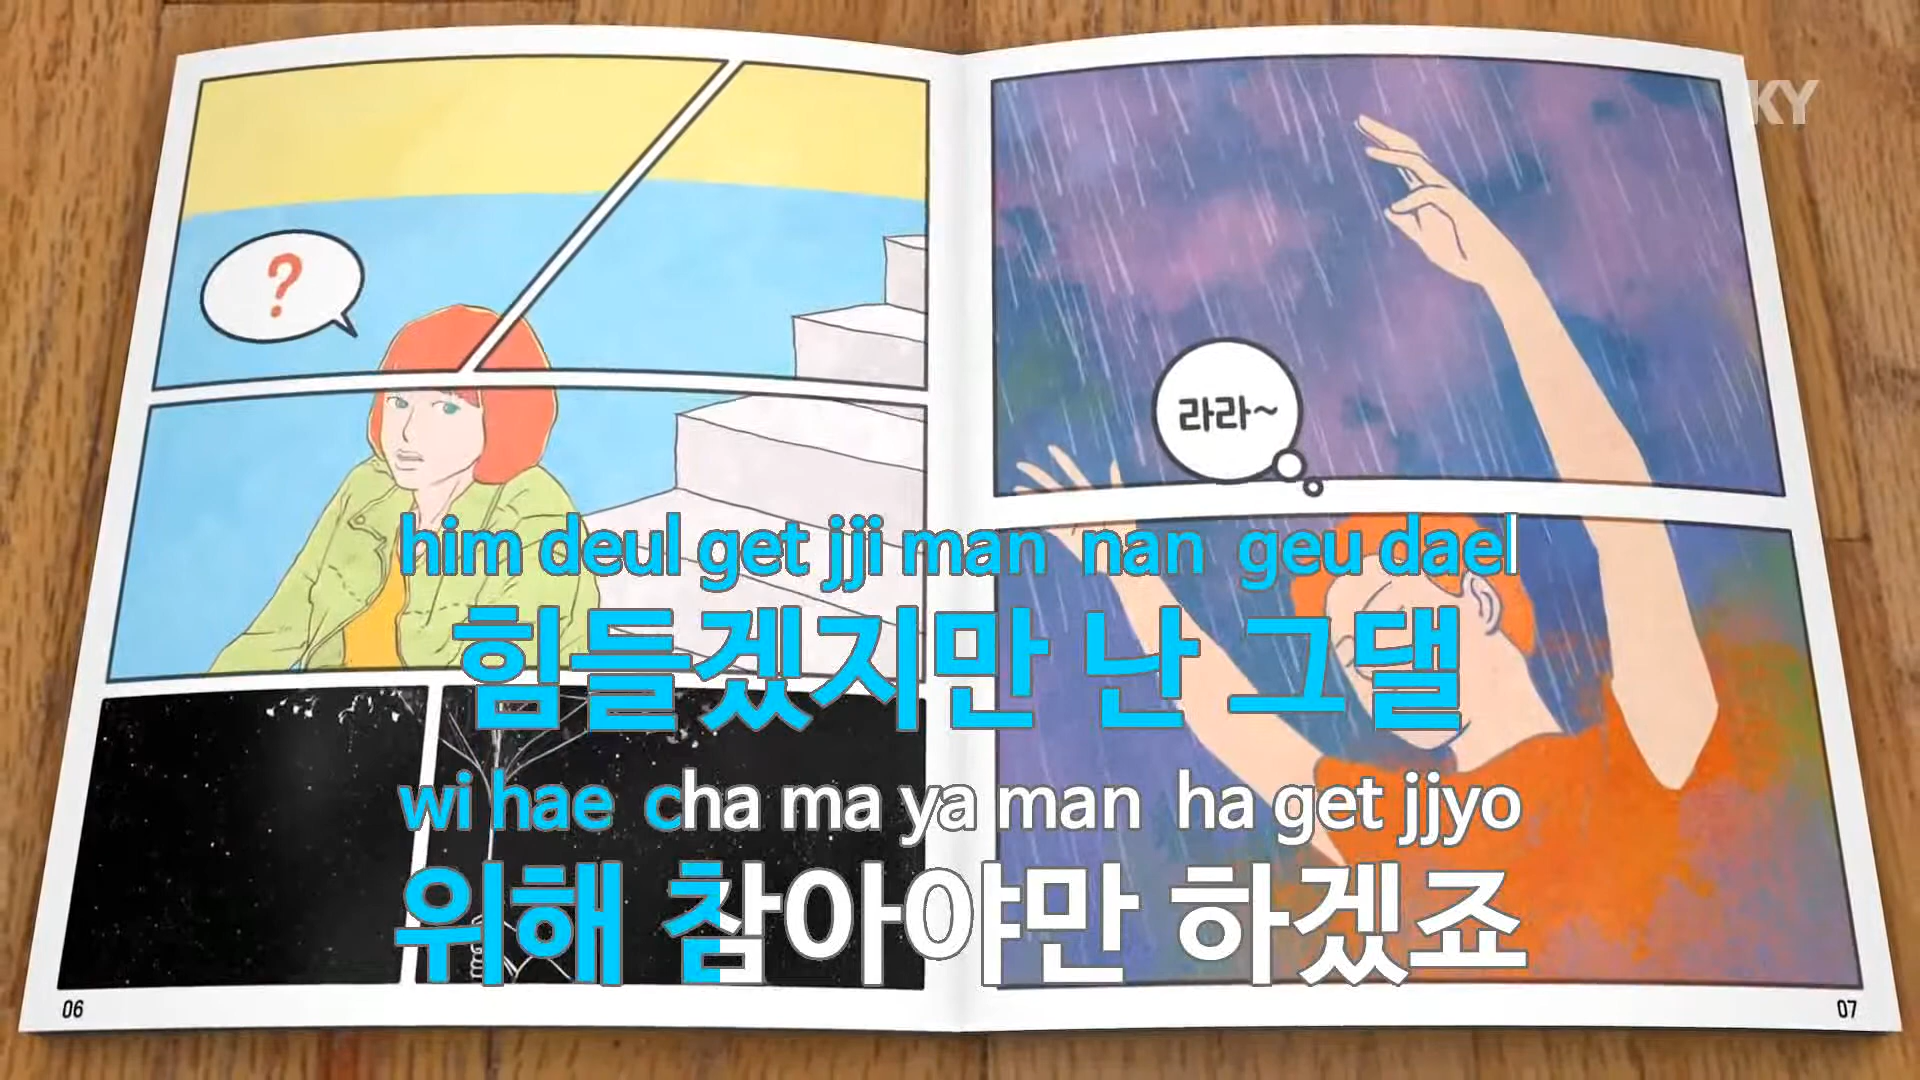 KY
?
라라~
him deul get jji man nan geu dael
힘들겠지만 난 그댈
wi hae cha ma ya man ha get jjyo
위해 참아야만 하겠죠
06
07